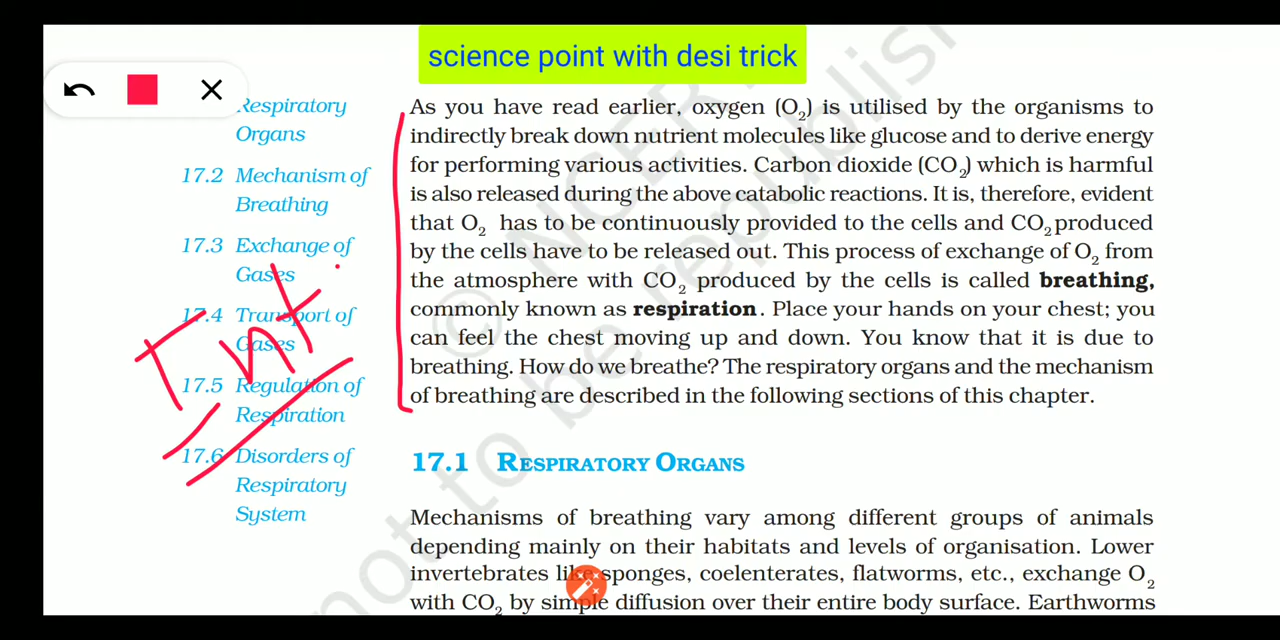 science point with desi trick
Respiratory
Organs
17.2 Mechanism of
Breathing
17.3 Exchange of
Gases
17.4 Transport of
Gases
17.5 Regulation of
Respiration
17.6 Disorders of
Respiratory
System
Int.
As you have read earlier, oxygen (O₂) is utilised by the organisms to
indirectly break down nutrient molecules like glucose and to derive energy
for performing various activities. Carbon dioxide (CO₂) which is harmful
is also released during the above catabolic reactions. It is, therefore, evident
that O₂ has to be continuously provided to the cells and CO₂ produced
by the cells have to be released out. This process of exchange of O₂ from
the atmosphere with CO₂ produced by the cells is called breathing,
commonly known as respiration. Place your hands on your chest; you
can feel the chest moving up and down. You know that it is due to
breathing. How do we breathe? The respiratory organs and the mechanism
of breathing are described in the following sections of this chapter.
17.1 RESPIRATORY ORGANS
Mechanisms of breathing vary among different groups of animals
depending mainly on their habitats and levels of organisation. Lower
invertebrates like sponges, coelenterates, flatworms, etc., exchange O₂
with CO₂ by simple diffusion over their entire body surface. Earthworms
© NCERT
not to be republish